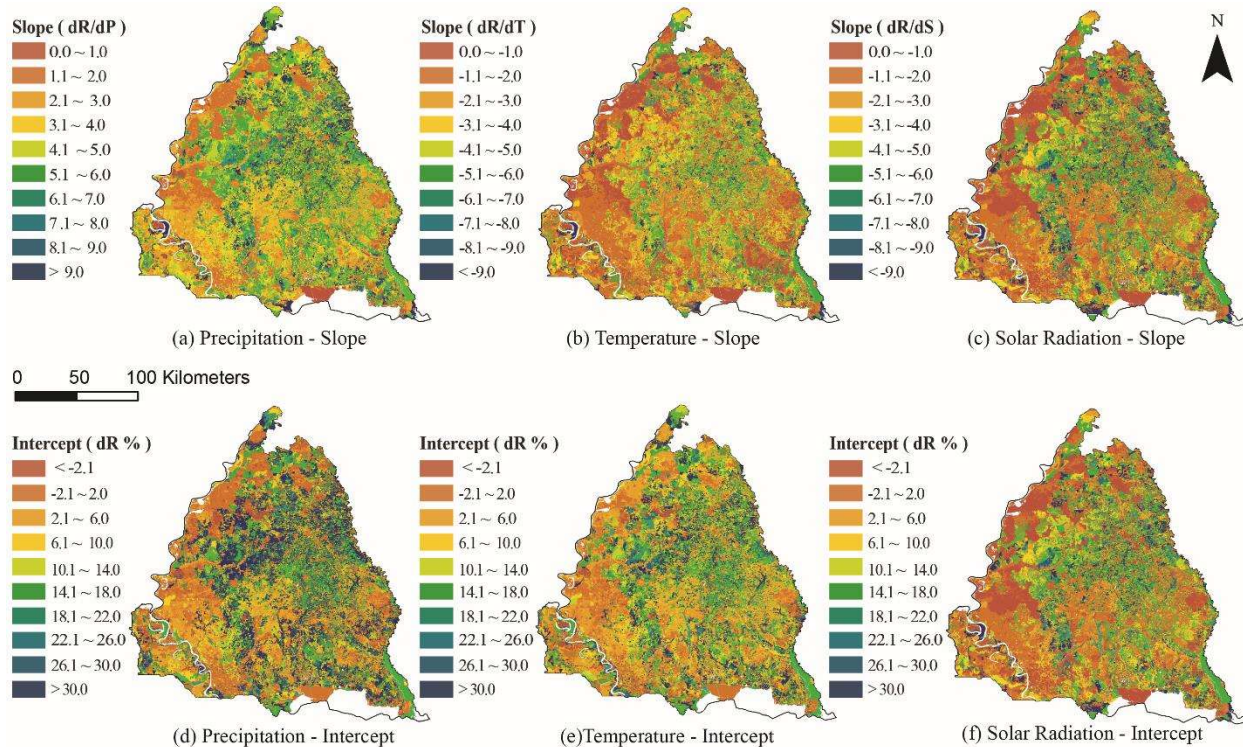 Slope ( dR/dP)
0.0 ~ 1.0
1.1 ~ 2.0
2.1 ~ 3.0
3.1 ~ 4.0
4.1 ~ 5.0
5.1 ~ 6.0
6.1 ~ 7.0
7.1 ~ 8.0
8.1 ~ 9.0
> 9.0
(a) Precipitation - Slope
Slope ( dR/dT)
0.0 ~ -1.0
-1.1 ~ -2.0
-2.1 ~ -3.0
-3.1 ~ -4.0
-4.1 ~ -5.0
-5.1 ~ -6.0
-6.1 ~ -7.0
-7.1 ~ -8.0
-8.1 ~ -9.0
< -9.0
(b) Temperature - Slope
Slope ( dR/dS)
0.0 ~ -1.0
-1.1 ~ -2.0
-2.1 ~ -3.0
-3.1 ~ -4.0
-4.1 ~ -5.0
-5.1 ~ -6.0
-6.1 ~ -7.0
-7.1 ~ -8.0
-8.1 ~ -9.0
< -9.0
(c) Solar Radiation - Slope
N
0 50 100 Kilometers
Intercept ( dR % )
< -2.1
-2.1 ~ 2.0
2.1 ~ 6.0
6.1 ~ 10.0
10.1 ~ 14.0
14.1 ~ 18.0
18.1 ~ 22.0
22.1 ~ 26.0
26.1 ~ 30.0
> 30.0
(d) Precipitation - Intercept
Intercept ( dR % )
< -2.1
-2.1 ~ 2.0
2.1 ~ 6.0
6.1 ~ 10.0
10.1 ~ 14.0
14.1 ~ 18.0
18.1 ~ 22.0
22.1 ~ 26.0
26.1 ~ 30.0
> 30.0
(e)Temperature - Intercept
Intercept ( dR % )
< -2.1
-2.1 ~ 2.0
2.1 ~ 6.0
6.1 ~ 10.0
10.1 ~ 14.0
14.1 ~ 18.0
18.1 ~ 22.0
22.1 ~ 26.0
26.1 ~ 30.0
> 30.0
(f) Solar Radiation - Intercept